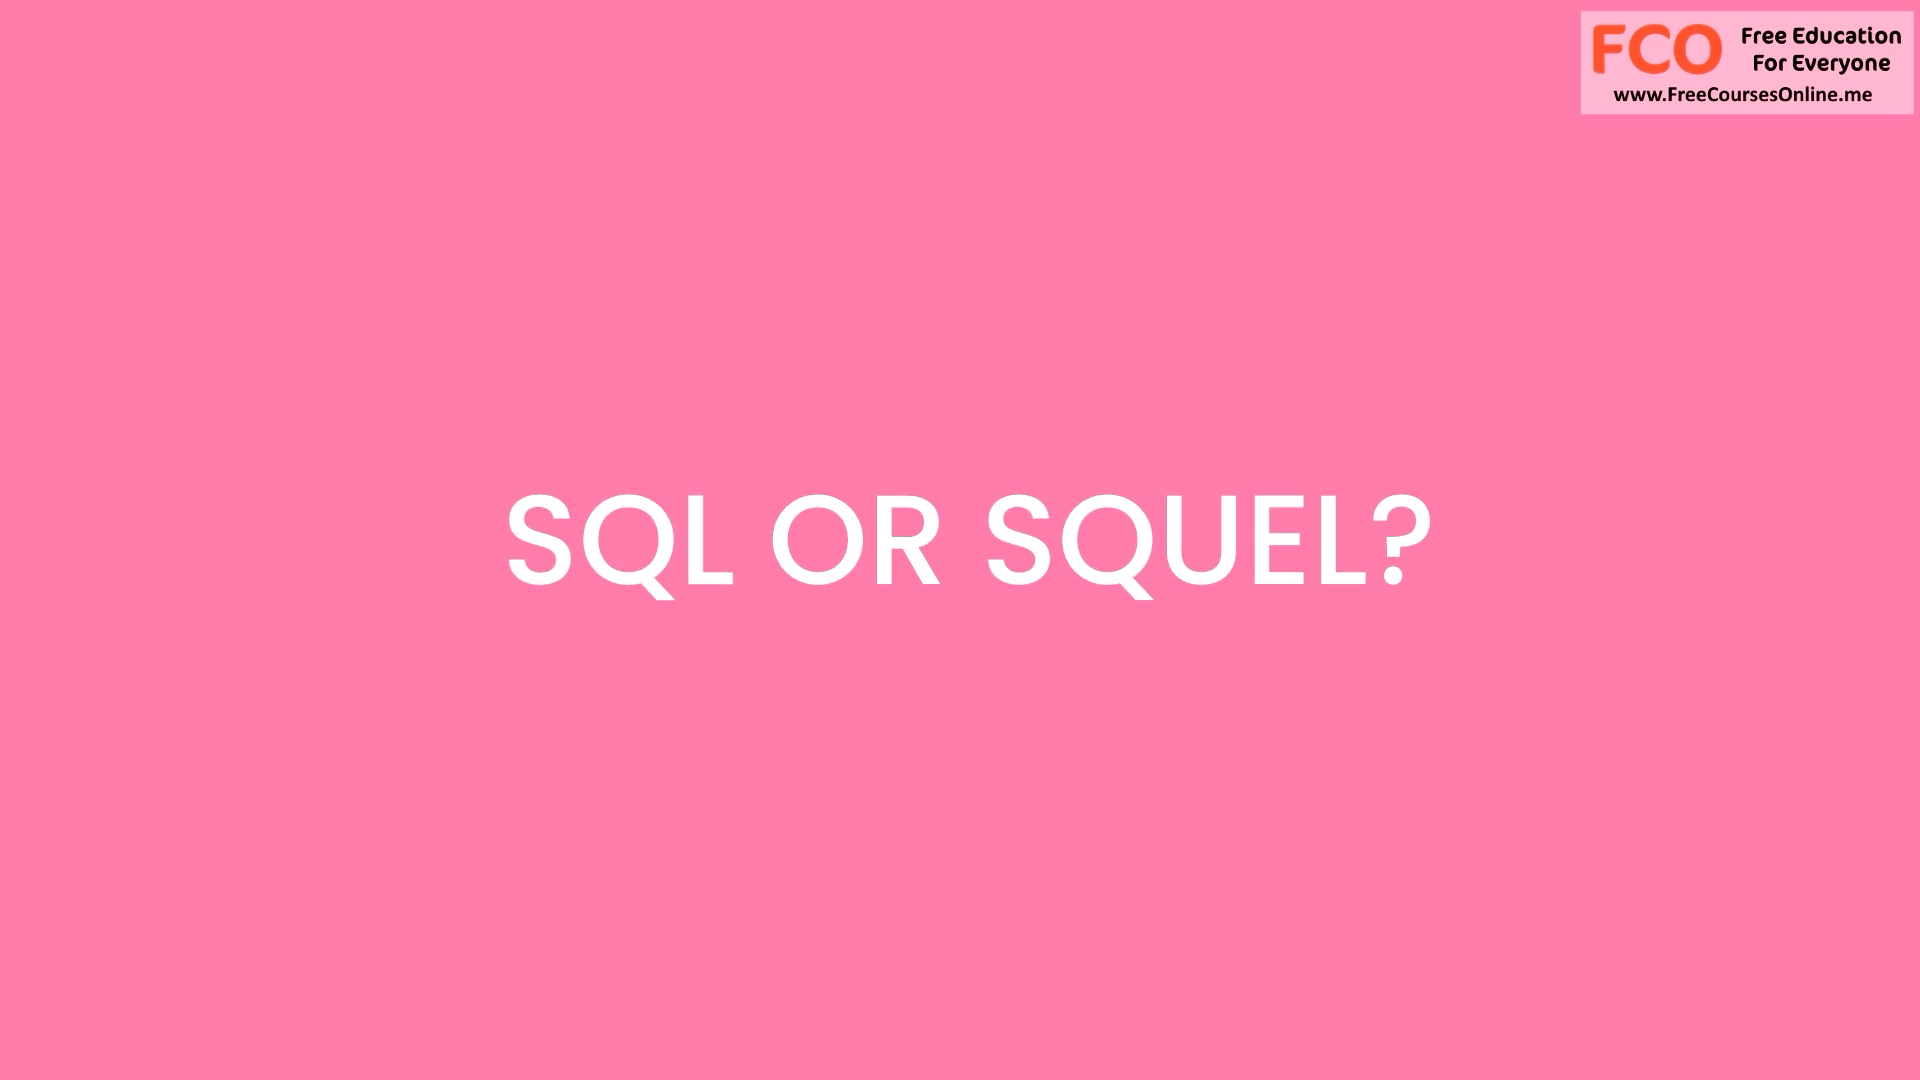 FCO
Free Education
For Everyone
www.FreeCoursesOnline.me
SQL OR SQUEL?